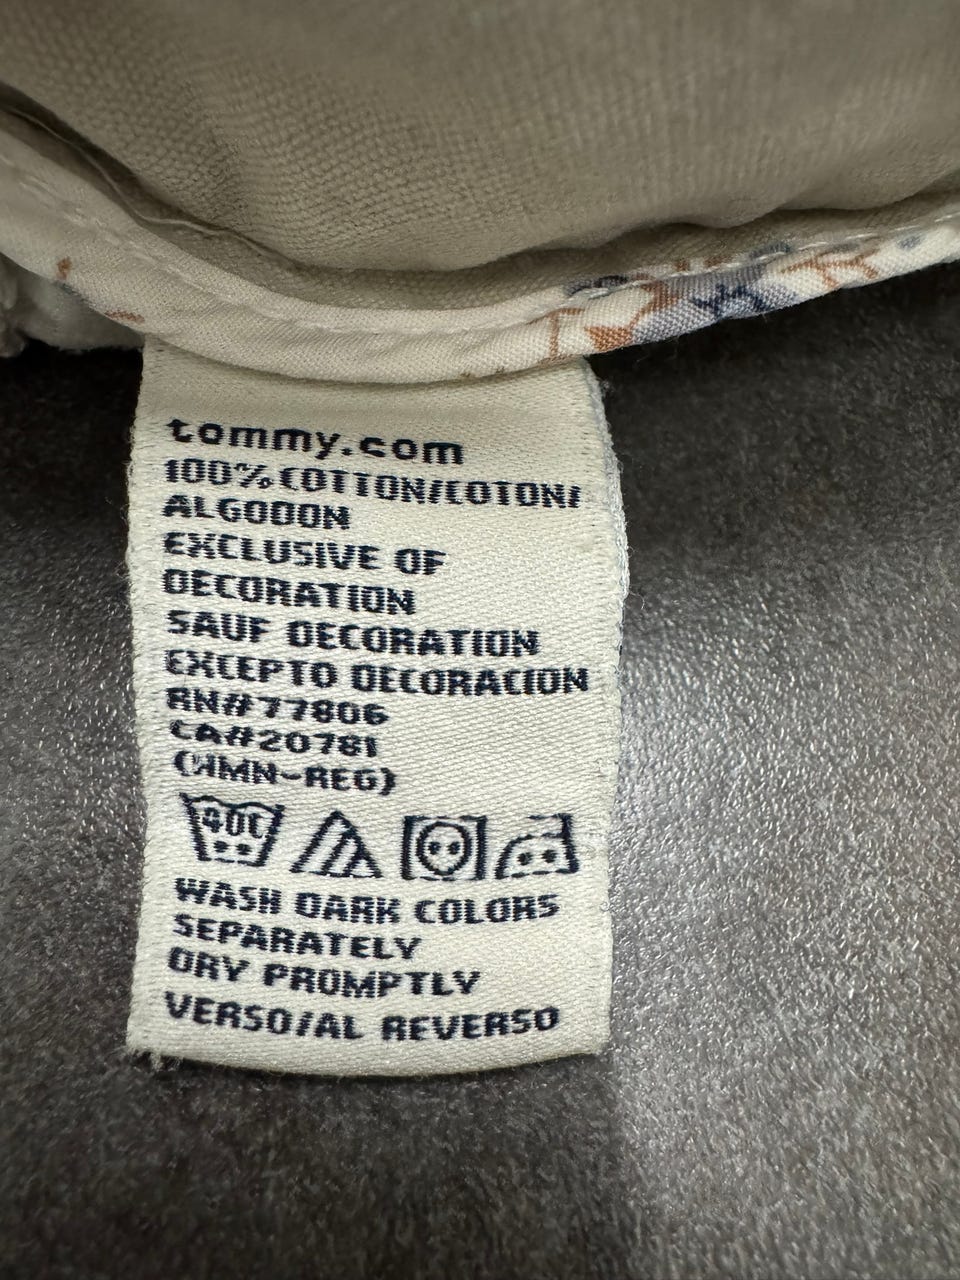 tommy.com
100% COTTON/COTON/
ALGODON
EXCLUSIVE OF
DECORATION
SAUF DECORATION
EXCEPTO DECORACION
RN#77806
CA#20781
(HMN-REG)
40C
WASH DARK COLORS
SEPARATELY
DRY PROMPTLY
VERSO/AL REVERSO